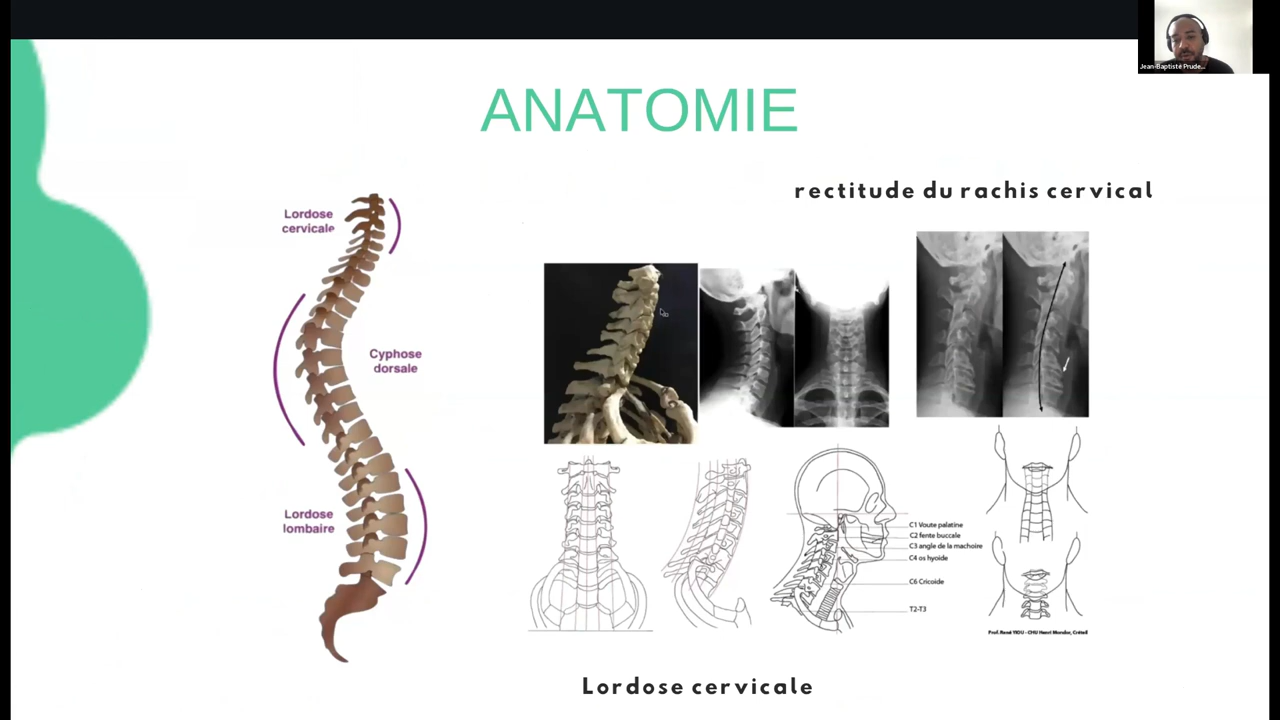 Jean-Baptiste Prude...
ANATOMIE
rectitude du rachis cervical
Lordose
cervicale
Cyphose
dorsale
Lordose
lombaire
C1 Voute palatine
C2 fente buccale
C3 angle de la machoire
C4 os hyoide
C6 Cricoide
T2-T3
Prof. René YIOU - CHU Henri Mondor, Créteil
Lordose cervicale